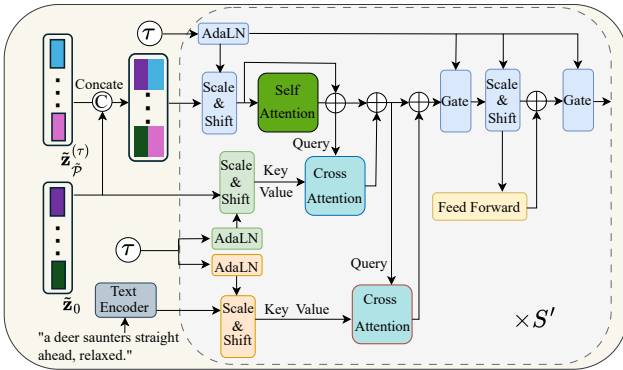 τ
AdaLN
Concate
C
Scale
&
Shift
Self
Attention
Gate
Scale
&
Shift
Gate
z̃_P̃^(τ)
Query
Scale
&
Shift
Key
Value
Cross
Attention
Feed Forward
τ
AdaLN
AdaLN
z̃_0
Query
Text
Encoder
Scale
&
Shift
Key Value
Cross
Attention
×S′
"a deer saunters straight
ahead, relaxed."